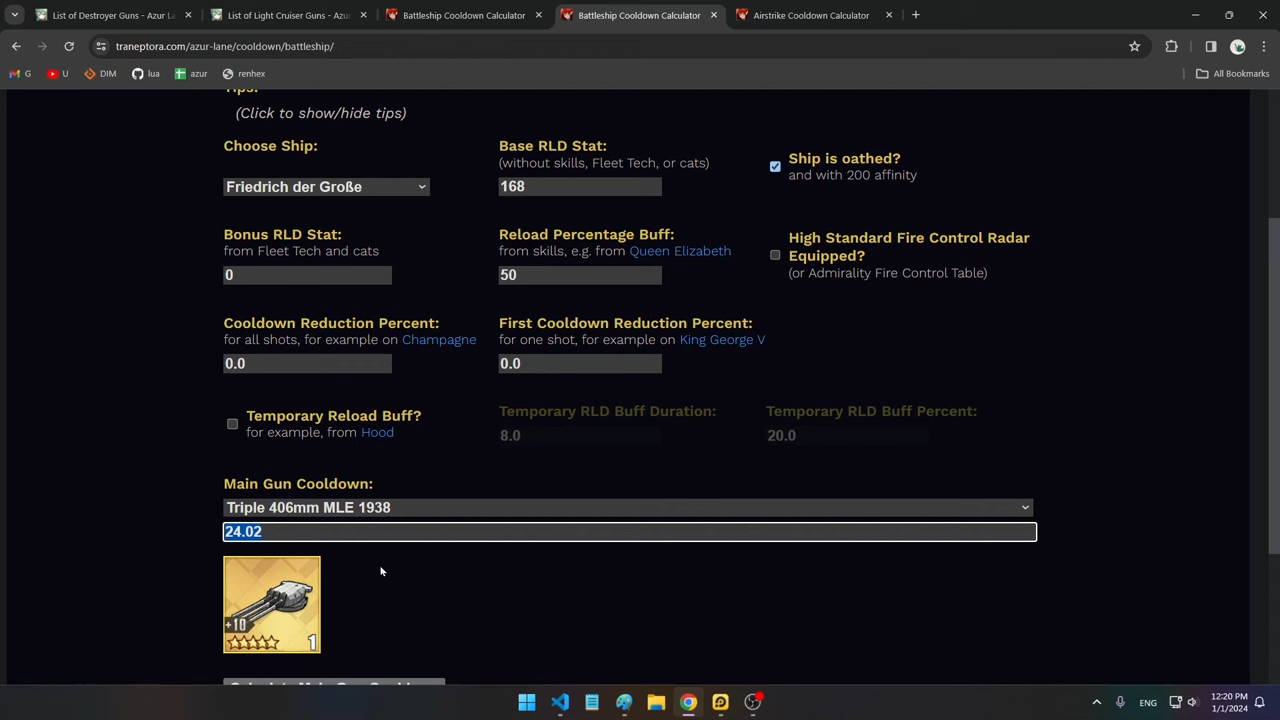 List of Destroyer Guns - Azur La
List of Light Cruiser Guns - Azu
Battleship Cooldown Calculator
Battleship Cooldown Calculator
Airstrike Cooldown Calculator
traneptora.com/azur-lane/cooldown/battleship/
G
U
DIM
lua
azur
renhex
All Bookmarks
(Click to show/hide tips)
Choose Ship:
Friedrich der Große
Base RLD Stat:
(without skills, Fleet Tech, or cats)
168
Ship is oathed?
and with 200 affinity
Bonus RLD Stat:
from Fleet Tech and cats
0
Reload Percentage Buff:
from skills, e.g. from Queen Elizabeth
50
High Standard Fire Control Radar
Equipped?
(or Admirality Fire Control Table)
Cooldown Reduction Percent:
for all shots, for example on Champagne
0.0
First Cooldown Reduction Percent:
for one shot, for example on King George V
0.0
Temporary Reload Buff?
for example, from Hood
Temporary RLD Buff Duration:
8.0
Temporary RLD Buff Percent:
20.0
Main Gun Cooldown:
Triple 406mm MLE 1938
24.02
+10
1
ENG
12:20 PM
1/1/2024